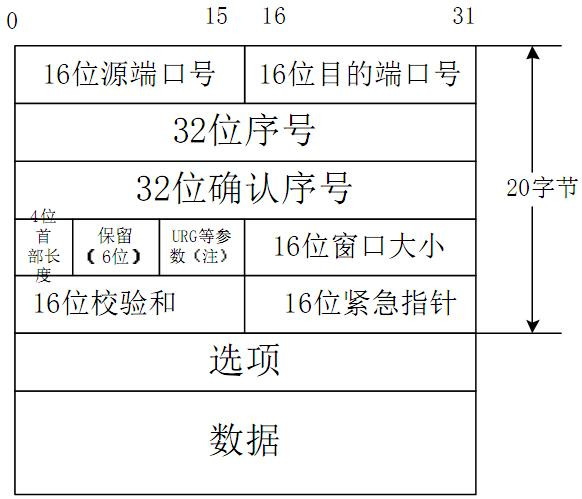 0 15 16 31
16位源端口号 16位目的端口号
32位序号
32位确认序号
20字节
4位
首
部长
度
保留
(6位)
URG等参
数(注)
16位窗口大小
16位校验和 16位紧急指针
选项
数据